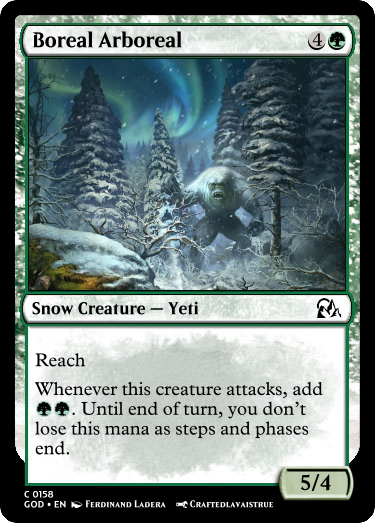 Boreal Arboreal 4
Snow Creature — Yeti
Reach
Whenever this creature attacks, add
. Until end of turn, you don't
lose this mana as steps and phases
end.
5/4
C 0158
GOD • EN Ferdinand Ladera Craftedlavaistrue